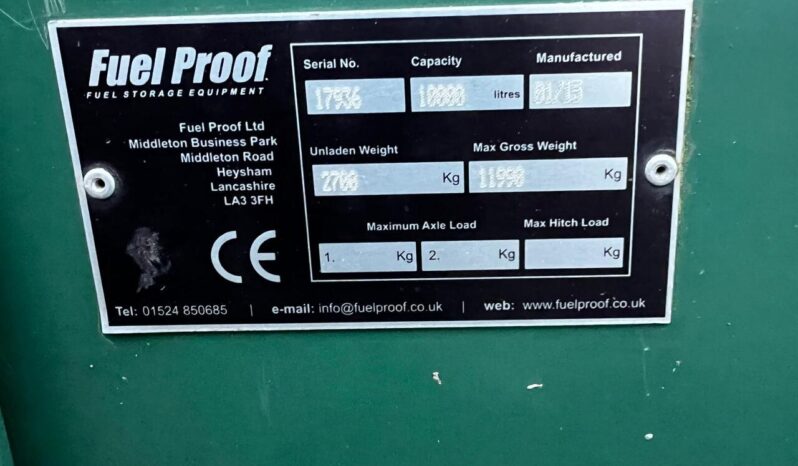 Fuel Proof
FUEL STORAGE EQUIPMENT
Fuel Proof Ltd
Middleton Business Park
Middleton Road
Heysham
Lancashire
LA3 3FH
CE
Serial No. Capacity Manufactured
17936 10000 litres 01/13
Unladen Weight Max Gross Weight
2700 Kg 11990 Kg
Maximum Axle Load Max Hitch Load
1. Kg 2. Kg Kg
Tel: 01524 850685 | e-mail: info@fuelproof.co.uk | web: www.fuelproof.co.uk